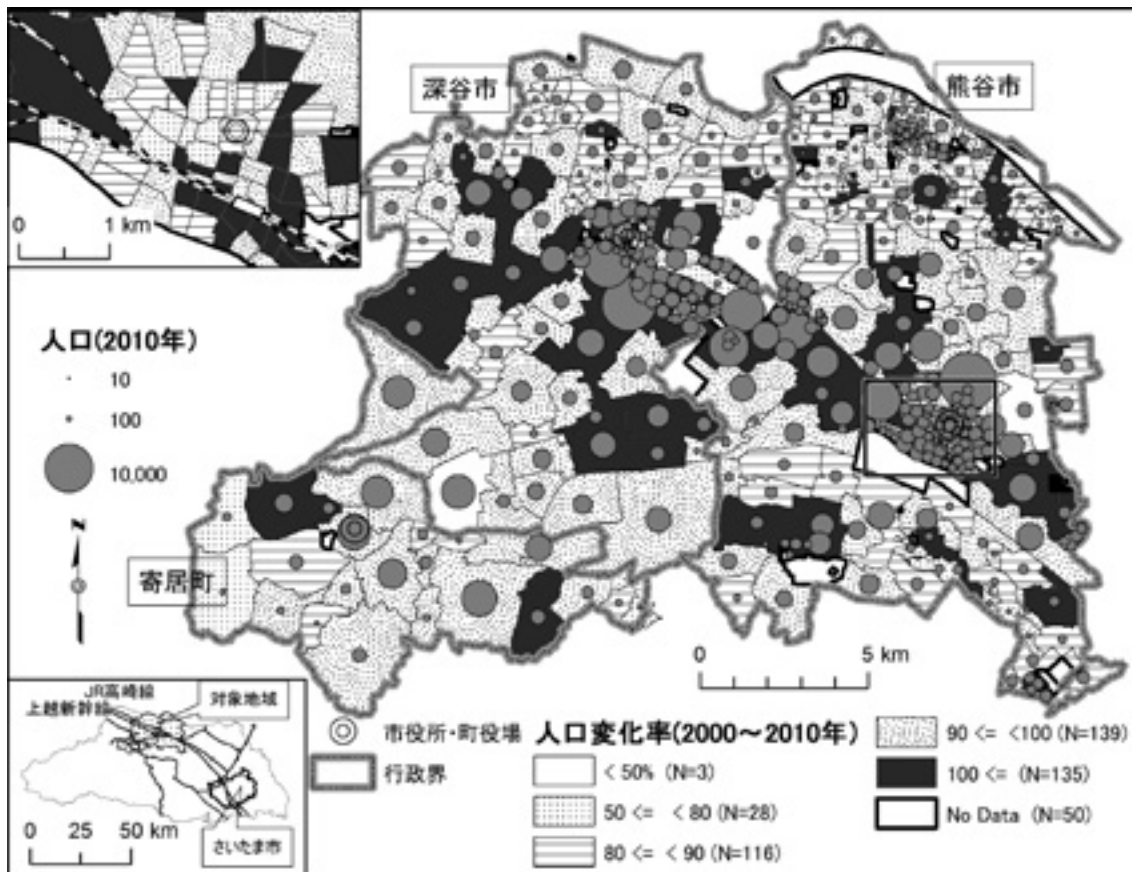 深谷市
熊谷市
0 1 km
人口(2010年)
10
100
10,000
N
寄居町
0 5 km
JR高崎線
上越新幹線
対象地域
0 25 50 km
さいたま市
市役所・町役場
行政界
人口変化率(2000～2010年)
< 50% (N=3)
50 <= < 80 (N=28)
80 <= < 90 (N=116)
90 <= <100 (N=139)
100 <= (N=135)
No Data (N=50)